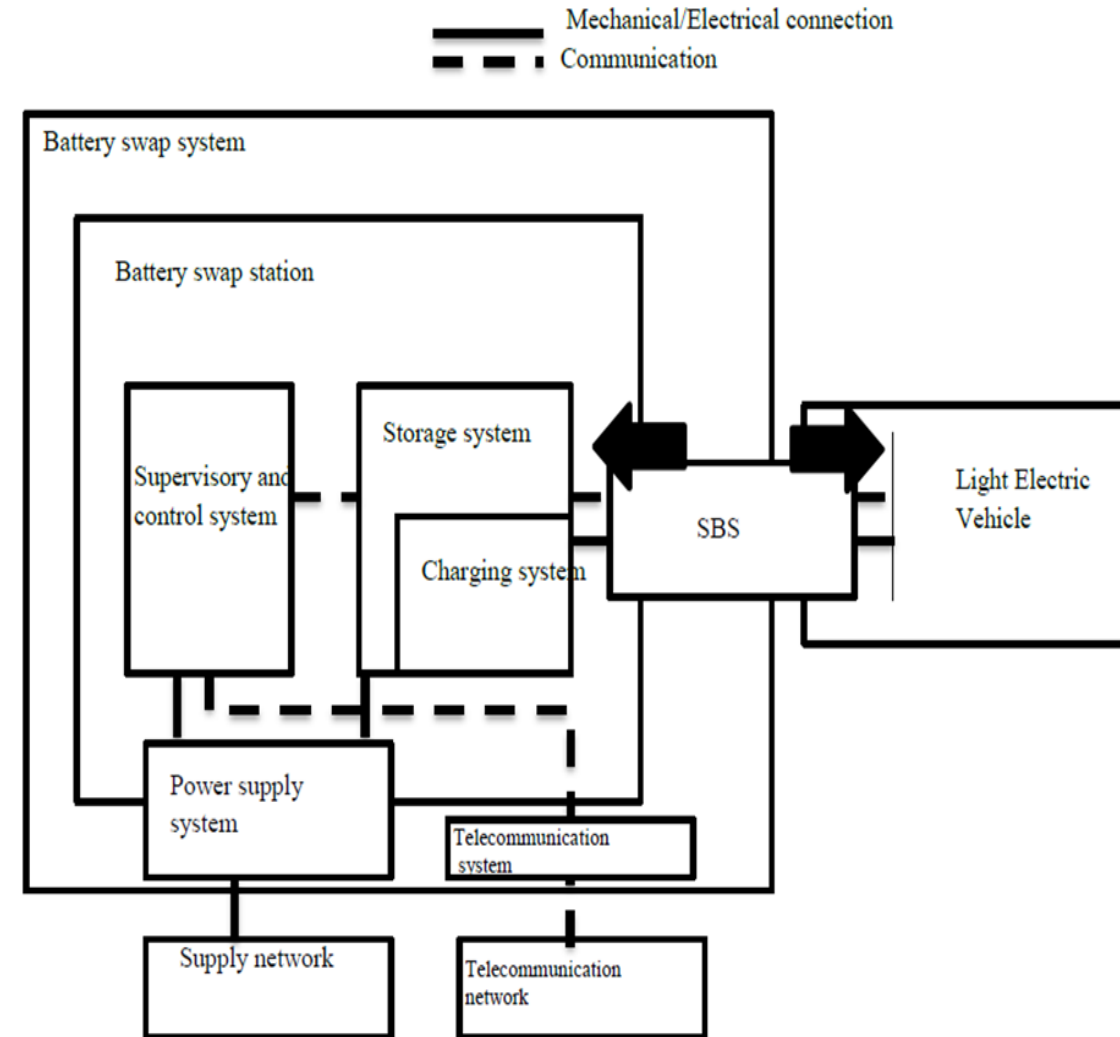 Mechanical/Electrical connection
Communication
Battery swap system
Battery swap station
Storage system
Supervisory and
control system
Charging system
SBS
Light Electric
Vehicle
Power supply
system
Telecommunication
system
Supply network
Telecommunication
network